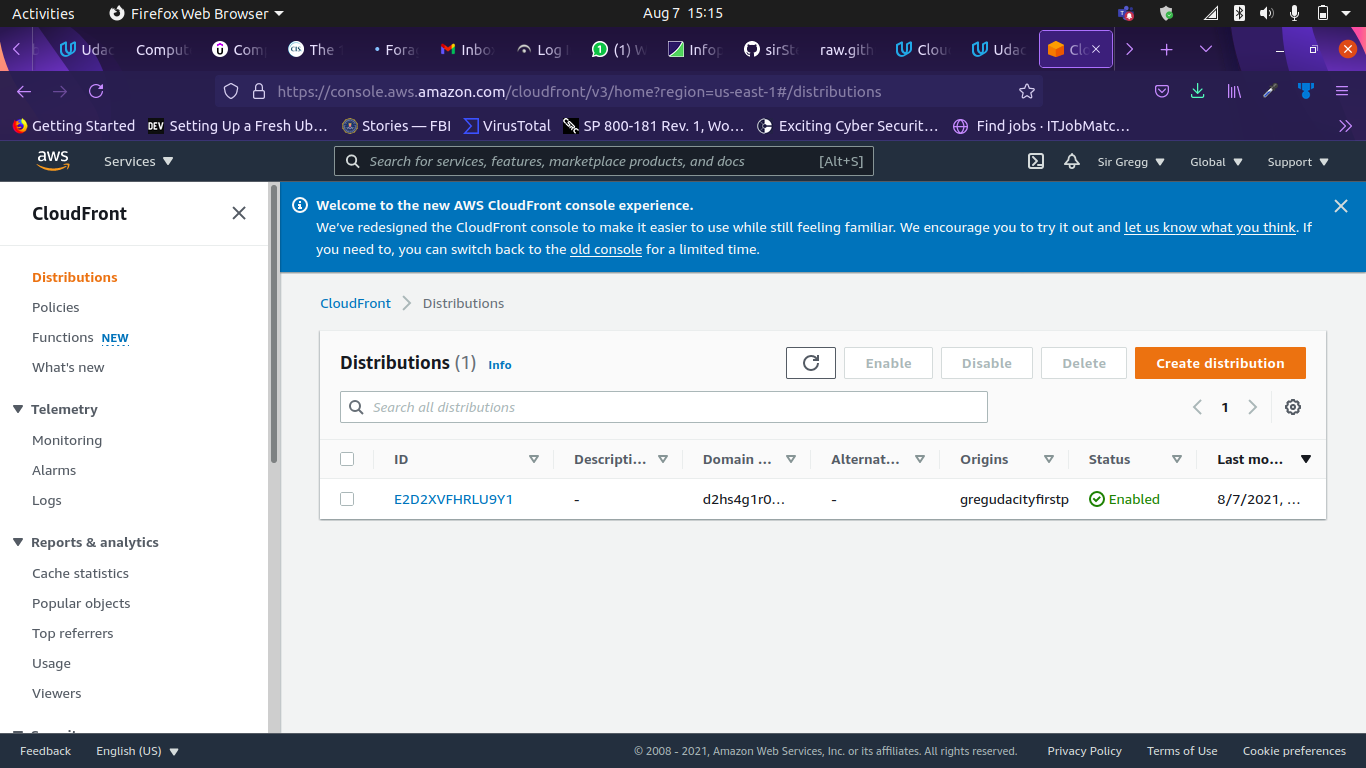 Activities Firefox Web Browser Aug 7 15:15
Udac Comput Com The 1 Forag Inbo Log (1) W Infop sirSt raw.gith Clou Udac Clo
https://console.aws.amazon.com/cloudfront/v3/home?region=us-east-1#/distributions
Getting Started DEV Setting Up a Fresh Ub… Stories — FBI VirusTotal SP 800-181 Rev. 1, Wo… Exciting Cyber Securit… Find jobs · ITJobMatc…
aws Services Search for services, features, marketplace products, and docs [Alt+S] Sir Gregg Global Support
CloudFront
Distributions
Policies
Functions NEW
What's new
Telemetry
Monitoring
Alarms
Logs
Reports & analytics
Cache statistics
Popular objects
Top referrers
Usage
Viewers
Welcome to the new AWS CloudFront console experience.
We've redesigned the CloudFront console to make it easier to use while still feeling familiar. We encourage you to try it out and let us know what you think. If
you need to, you can switch back to the old console for a limited time.
CloudFront Distributions
Distributions (1) Info Enable Disable Delete Create distribution
Search all distributions 1
ID Descripti... Domain ... Alternat... Origins Status Last mo...
E2D2XVFHRLU9Y1 - d2hs4g1r0... - gregudacityfirstp Enabled 8/7/2021, ...
Feedback English (US) © 2008 - 2021, Amazon Web Services, Inc. or its affiliates. All rights reserved. Privacy Policy Terms of Use Cookie preferences